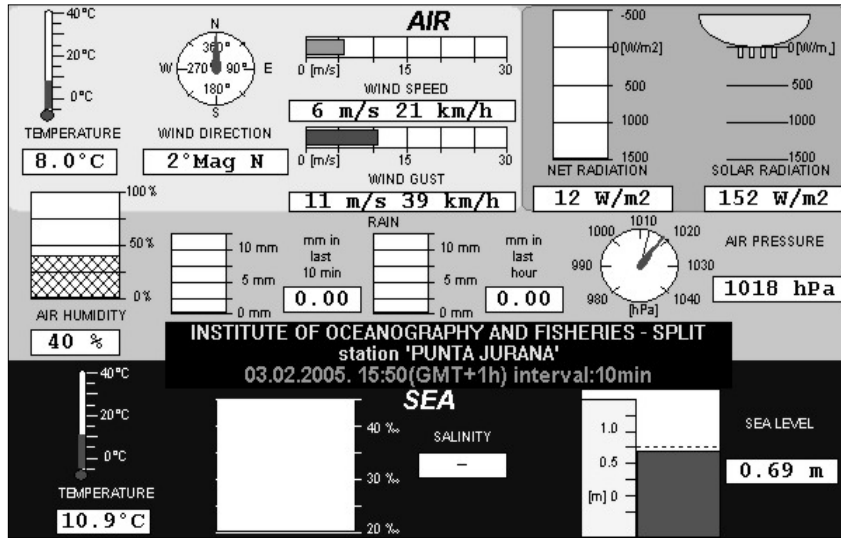 AIR
40°C
20°C
0°C
TEMPERATURE
8.0°C
N
360°
W 270° 90° E
180°
S
WIND DIRECTION
2°Mag N
0 [m/s] 15 30
WIND SPEED
6 m/s 21 km/h
0 [m/s] 15 30
WIND GUST
11 m/s 39 km/h
-500
0[W/m2]
500
1000
1500
NET RADIATION
12 W/m2
0[W/m,]
500
1000
1500
SOLAR RADIATION
152 W/m2
100 %
50 %
0 %
AIR HUMIDITY
40 %
RAIN
10 mm
5 mm
0 mm
mm in
last
10 min
0.00
10 mm
5 mm
0 mm
mm in
last
hour
0.00
1010
1000 1020
990 1030
980 1040
[hPa]
AIR PRESSURE
1018 hPa
INSTITUTE OF OCEANOGRAPHY AND FISHERIES - SPLIT
station 'PUNTA JURANA'
03.02.2005. 15:50(GMT+1h) interval:10min
SEA
40°C
20°C
0°C
TEMPERATURE
10.9°C
40 ‰
30 ‰
20 ‰
SALINITY
-
1.0
0.5
[m] 0
SEA LEVEL
0.69 m